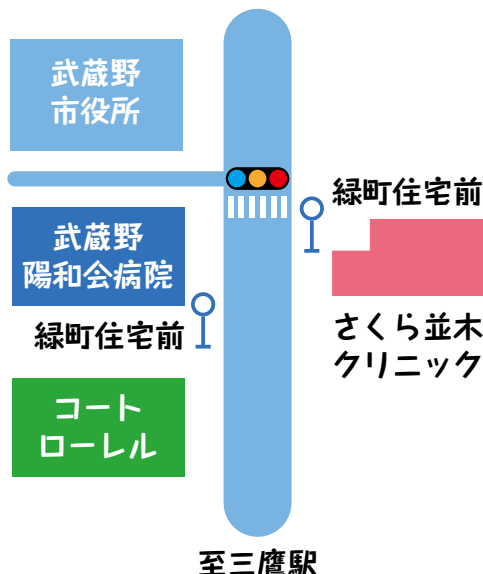 武蔵野
市役所
緑町住宅前
武蔵野
陽和会病院
緑町住宅前
さくら並木
クリニック
コート
ローレル
至三鷹駅